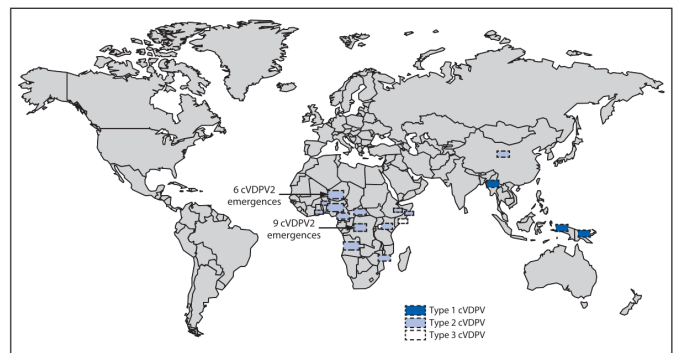 6 cVDPV2
emergences
9 cVDPV2
emergences
Type 1 cVDPV
Type 2 cVDPV
Type 3 cVDPV